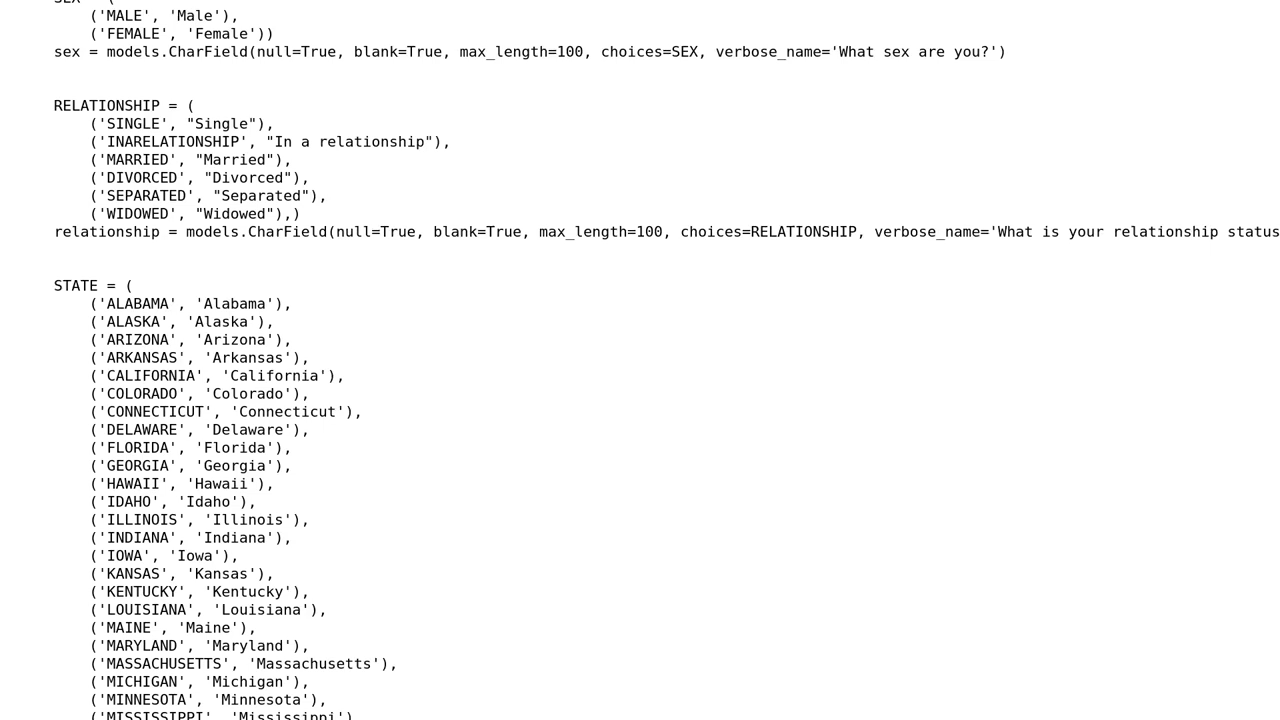 SEX = (
('MALE', 'Male'),
('FEMALE', 'Female'))
sex = models.CharField(null=True, blank=True, max_length=100, choices=SEX, verbose_name='What sex are you?')
RELATIONSHIP = (
('SINGLE', "Single"),
('INARELATIONSHIP', "In a relationship"),
('MARRIED', "Married"),
('DIVORCED', "Divorced"),
('SEPARATED', "Separated"),
('WIDOWED', "Widowed"),)
relationship = models.CharField(null=True, blank=True, max_length=100, choices=RELATIONSHIP, verbose_name='What is your relationship status
STATE = (
('ALABAMA', 'Alabama'),
('ALASKA', 'Alaska'),
('ARIZONA', 'Arizona'),
('ARKANSAS', 'Arkansas'),
('CALIFORNIA', 'California'),
('COLORADO', 'Colorado'),
('CONNECTICUT', 'Connecticut'),
('DELAWARE', 'Delaware'),
('FLORIDA', 'Florida'),
('GEORGIA', 'Georgia'),
('HAWAII', 'Hawaii'),
('IDAHO', 'Idaho'),
('ILLINOIS', 'Illinois'),
('INDIANA', 'Indiana'),
('IOWA', 'Iowa'),
('KANSAS', 'Kansas'),
('KENTUCKY', 'Kentucky'),
('LOUISIANA', 'Louisiana'),
('MAINE', 'Maine'),
('MARYLAND', 'Maryland'),
('MASSACHUSETTS', 'Massachusetts'),
('MICHIGAN', 'Michigan'),
('MINNESOTA', 'Minnesota'),
('MISSISSIPPI', 'Mississippi')